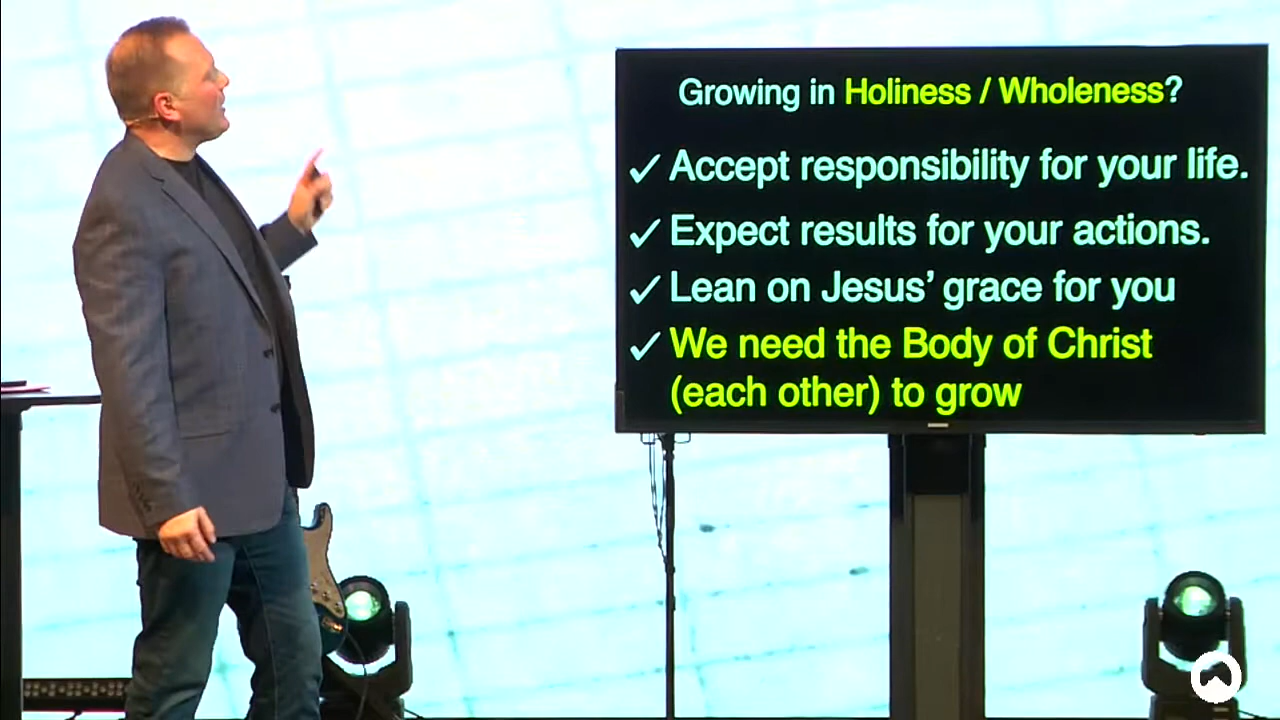 Growing in Holiness / Wholeness?
✓ Accept responsibility for your life.
✓ Expect results for your actions.
✓ Lean on Jesus’ grace for you
✓ We need the Body of Christ
(each other) to grow